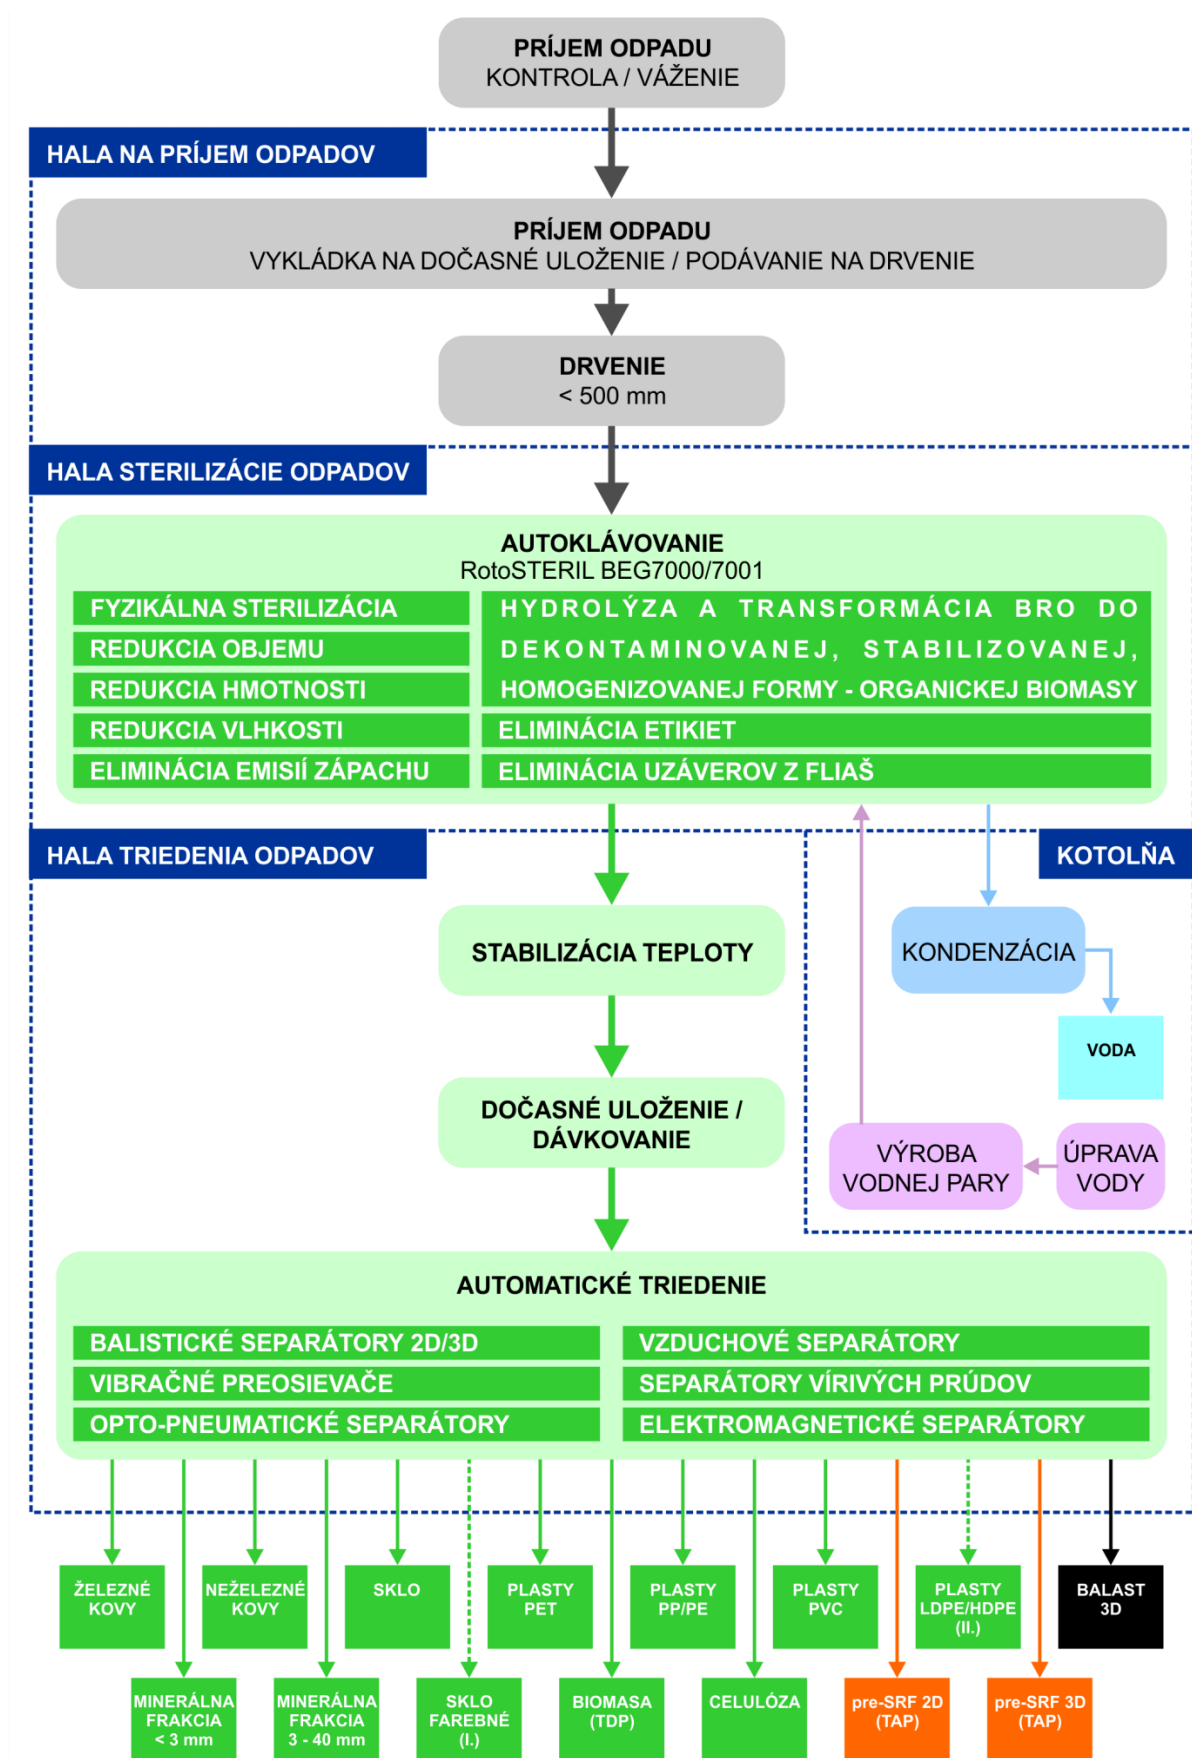 PRÍJEM ODPADU
KONTROLA / VÁŽENIE
HALA NA PRÍJEM ODPADOV
PRÍJEM ODPADU
VYKLÁDKA NA DOČASNÉ ULOŽENIE / PODÁVANIE NA DRVENIE
DRVENIE
< 500 mm
HALA STERILIZÁCIE ODPADOV
AUTOKLÁVOVANIE
RotoSTERIL BEG7000/7001
FYZIKÁLNA STERILIZÁCIA
REDUKCIA OBJEMU
REDUKCIA HMOTNOSTI
REDUKCIA VLHKOSTI
ELIMINÁCIA EMISIÍ ZÁPACHU
HYDROLÝZA A TRANSFORMÁCIA BRO DO
DEKONTAMINOVANEJ, STABILIZOVANEJ,
HOMOGENIZOVANEJ FORMY - ORGANICKEJ BIOMASY
ELIMINÁCIA ETIKIET
ELIMINÁCIA UZÁVEROV Z FLIAŠ
HALA TRIEDENIA ODPADOV
KOTOLŇA
STABILIZÁCIA TEPLOTY
KONDENZÁCIA
VODA
DOČASNÉ ULOŽENIE /
DÁVKOVANIE
VÝROBA
VODNEJ PARY
ÚPRAVA
VODY
AUTOMATICKÉ TRIEDENIE
BALISTICKÉ SEPARÁTORY 2D/3D
VIBRAČNÉ PREOSIEVAČE
OPTO-PNEUMATICKÉ SEPARÁTORY
VZDUCHOVÉ SEPARÁTORY
SEPARÁTORY VÍRIVÝCH PRÚDOV
ELEKTROMAGNETICKÉ SEPARÁTORY
ŽELEZNÉ
KOVY
NEŽELEZNÉ
KOVY
SKLO
PLASTY
PET
PLASTY
PP/PE
PLASTY
PVC
PLASTY
LDPE/HDPE
(II.)
BALAST
3D
MINERÁLNA
FRAKCIA
< 3 mm
MINERÁLNA
FRAKCIA
3 - 40 mm
SKLO
FAREBNÉ
(I.)
BIOMASA
(TDP)
CELULÓZA
pre-SRF 2D
(TAP)
pre-SRF 3D
(TAP)